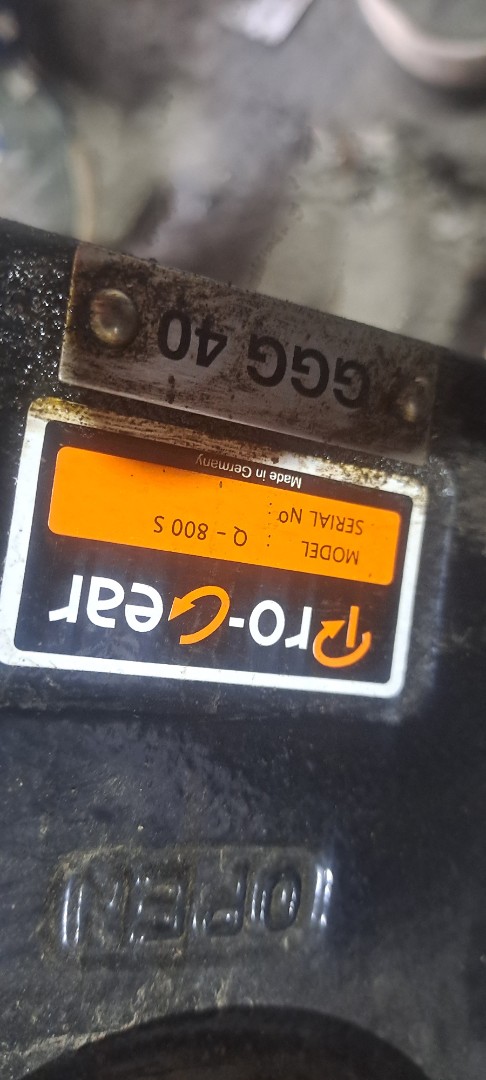 OPEN
Pro-Gear
MODEL : Q - 800 S
SERIAL Nº :
Made in Germany
GGG 40